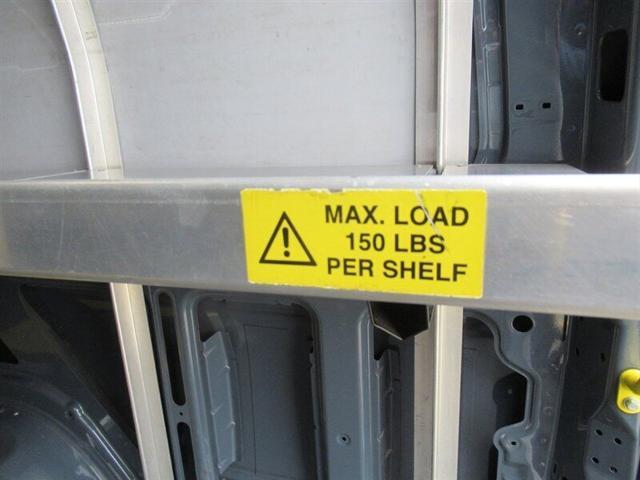 MAX. LOAD
150 LBS
PER SHELF